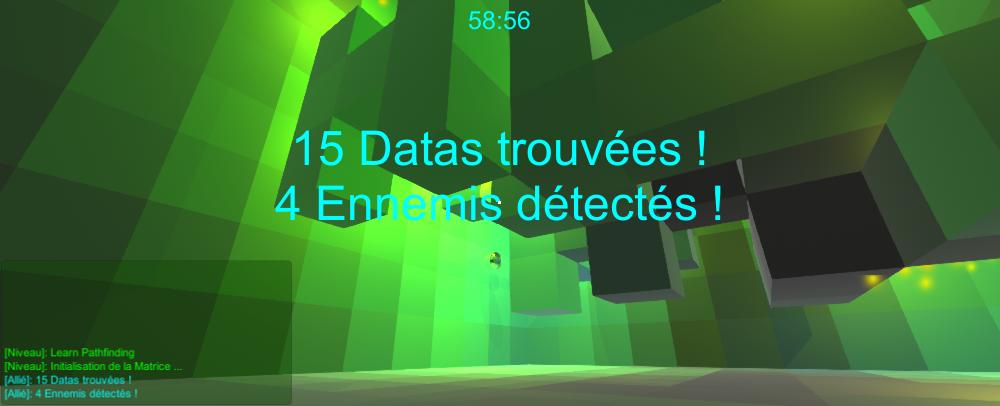 58:56
15 Datas trouvées !
4 Ennemis détectés !
[Niveau]: Learn Pathfinding
[Niveau]: Initialisation de la Matrice ...
[Allié]: 15 Datas trouvées !
[Allié]: 4 Ennemis détectés !